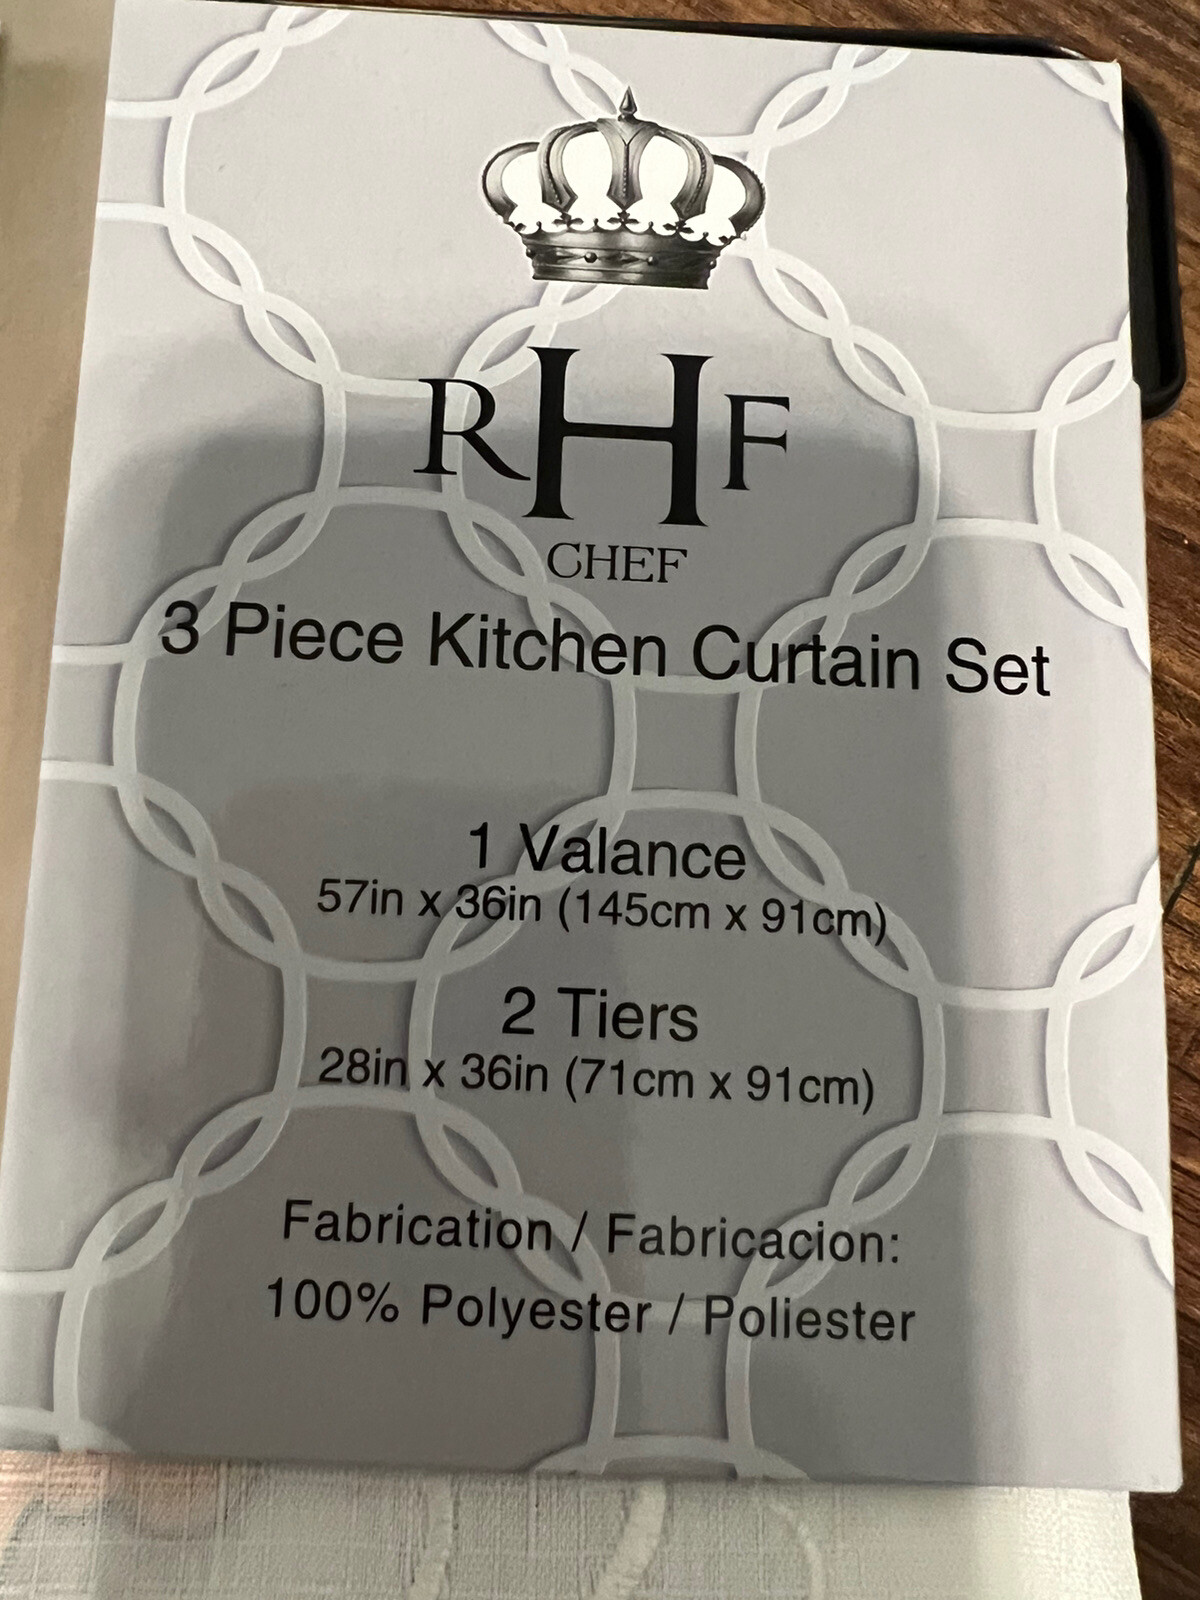 RHF
CHEF
3 Piece Kitchen Curtain Set
1 Valance
57in x 36in (145cm x 91cm)
2 Tiers
28in x 36in (71cm x 91cm)
Fabrication / Fabricacion:
100% Polyester / Poliester